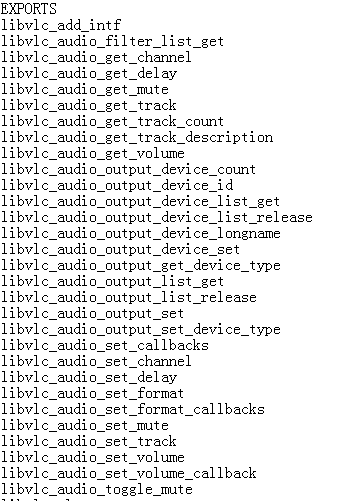 EXPORTS
libvlc_add_intf
libvlc_audio_filter_list_get
libvlc_audio_get_channel
libvlc_audio_get_delay
libvlc_audio_get_mute
libvlc_audio_get_track
libvlc_audio_get_track_count
libvlc_audio_get_track_description
libvlc_audio_get_volume
libvlc_audio_output_device_count
libvlc_audio_output_device_id
libvlc_audio_output_device_list_get
libvlc_audio_output_device_list_release
libvlc_audio_output_device_longname
libvlc_audio_output_device_set
libvlc_audio_output_get_device_type
libvlc_audio_output_list_get
libvlc_audio_output_list_release
libvlc_audio_output_set
libvlc_audio_output_set_device_type
libvlc_audio_set_callbacks
libvlc_audio_set_channel
libvlc_audio_set_delay
libvlc_audio_set_format
libvlc_audio_set_format_callbacks
libvlc_audio_set_mute
libvlc_audio_set_track
libvlc_audio_set_volume
libvlc_audio_set_volume_callback
libvlc_audio_toggle_mute